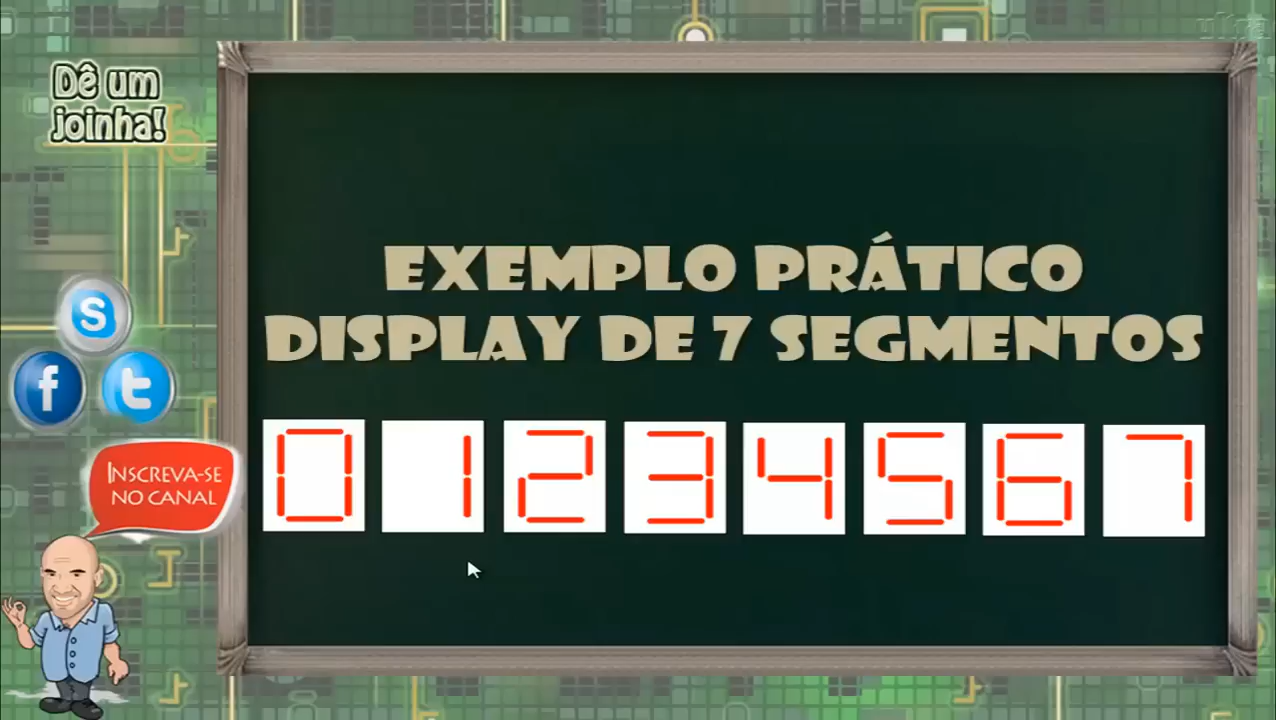 ultra
Dê um
joinha!
EXEMPLO PRÁTICO
DISPLAY DE 7 SEGMENTOS
0 1 2 3 4 5 6 7
S
f t
INSCREVA-SE
NO CANAL